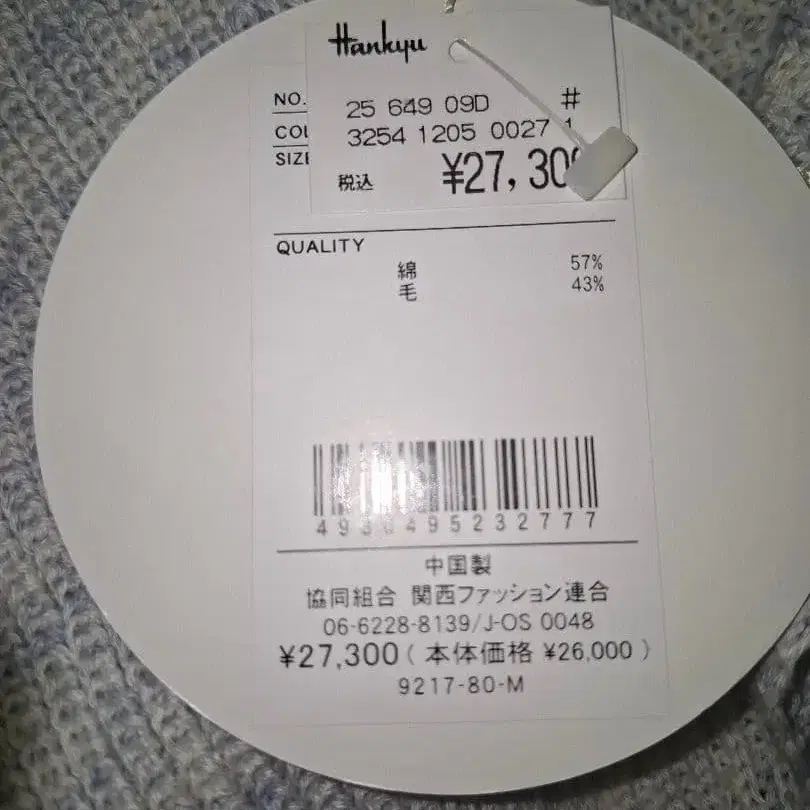 Hankyu
NO.
25 649 09D #
COL
3254 1205 0027 1
SIZE
税込 ¥27,300
QUALITY
綿 57%
毛 43%
中国製
協同組合 関西ファッション連合
06-6228-8139/J-OS 0048
¥27,300 ( 本体価格 ¥26,000 )
9217-80-M